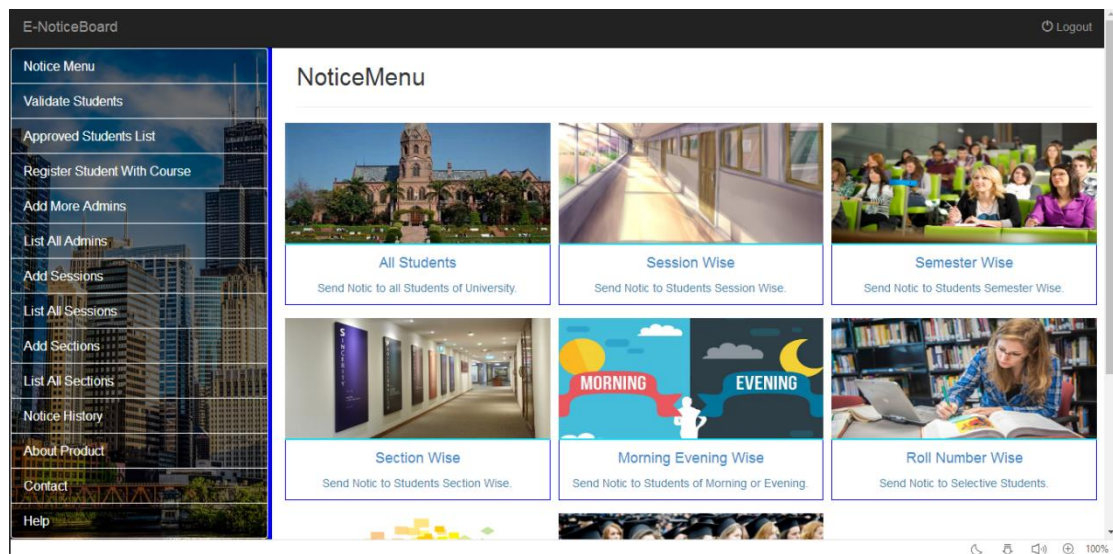 E-NoticeBoard
Logout
Notice Menu
Validate Students
Approved Students List
Register Student With Course
Add More Admins
List All Admins
Add Sessions
List All Sessions
Add Sections
List All Sections
Notice History
About Product
Contact
Help
NoticeMenu
All Students
Send Notic to all Students of University.
Session Wise
Send Notic to Students Session Wise.
Semester Wise
Send Notic to Students Semester Wise.
SINCERITY
Section Wise
Send Notic to Students Section Wise.
MORNING
EVENING
Morning Evening Wise
Send Notic to Students of Morning or Evening.
Roll Number Wise
Send Notic to Selective Students.
100%